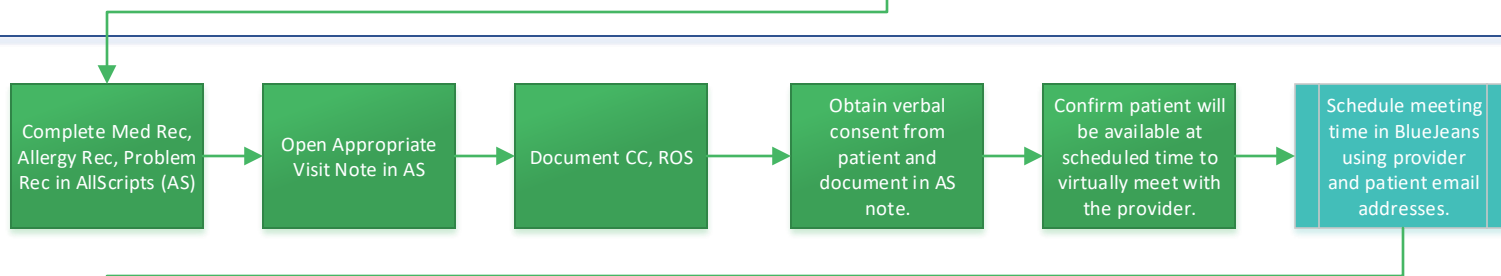 Complete Med Rec,
Allergy Rec, Problem
Rec in AllScripts (AS)
Open Appropriate
Visit Note in AS
Document CC, ROS
Obtain verbal
consent from
patient and
document in AS
note.
Confirm patient will
be available at
scheduled time to
virtually meet with
the provider.
Schedule meeting
time in BlueJeans
using provider
and patient email
addresses.